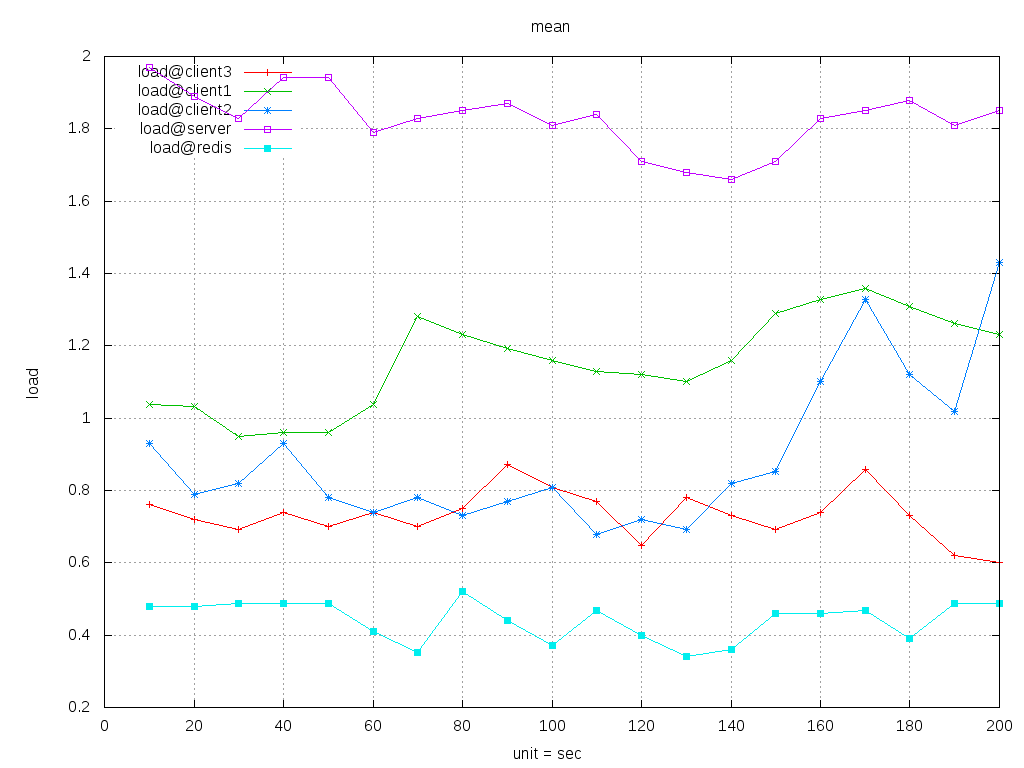 mean
2
load@client3
load@client1
load@client2
load@server
1.8
load@redis
1.6
1.4
1.2
load
1
0.8
0.6
0.4
0.2
0 20 40 60 80 100 120 140 160 180 200
unit = sec